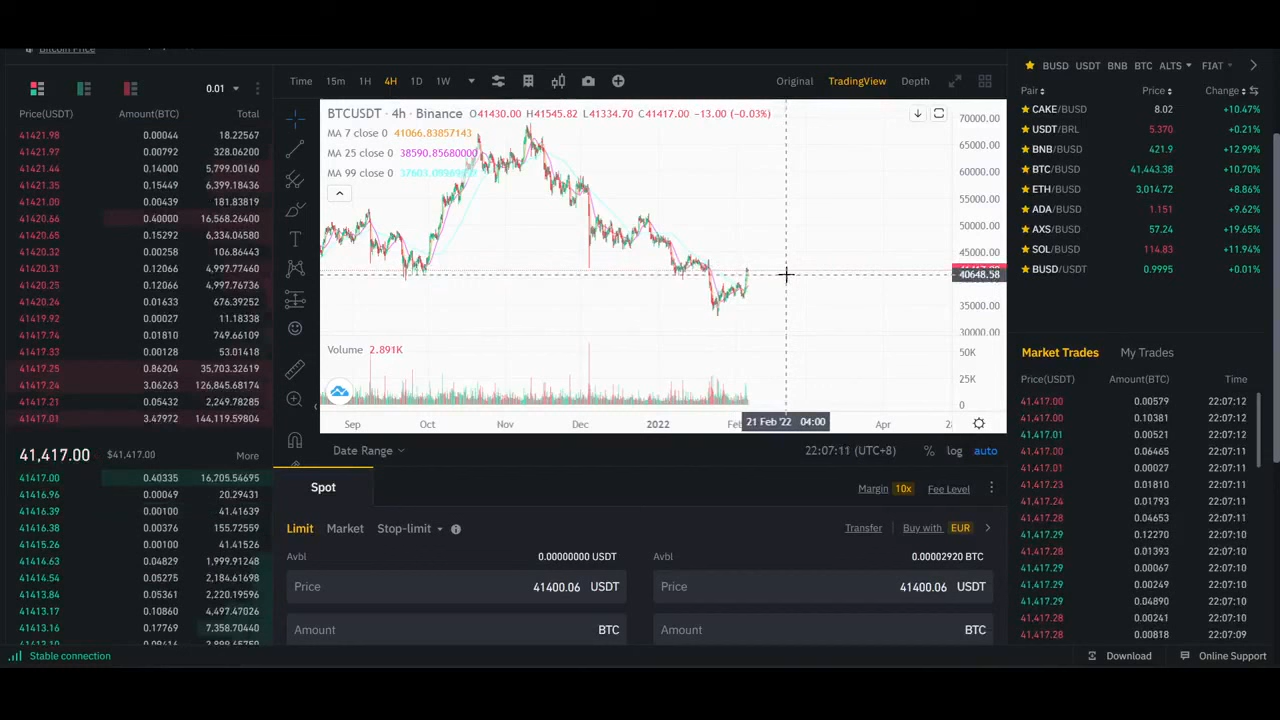 Bitcoin Price
0.01
Price(USDT) Amount(BTC) Total
41421.98 0.00044 18.22567
41421.97 0.00792 328.06200
41421.44 0.14000 5,799.00160
41421.35 0.15449 6,399.18436
41421.00 0.00439 181.83819
41420.66 0.40000 16,568.26400
41420.65 0.15292 6,334.04580
41420.32 0.00258 106.86443
41420.31 0.12066 4,997.77460
41420.25 0.12066 4,997.76736
41420.24 0.01633 676.39252
41419.92 0.00027 11.18338
41417.74 0.01810 749.66109
41417.33 0.00128 53.01418
41417.25 0.86204 35,703.32619
41417.24 3.06263 126,845.68174
41417.21 0.05432 2,249.78285
41417.01 3.47972 144,119.59804
41,417.00 $41,417.00 More
41417.00 0.40335 16,705.54695
41416.96 0.00049 20.29431
41416.39 0.00100 41.41639
41416.38 0.00376 155.72559
41415.26 0.00100 41.41526
41414.63 0.04829 1,999.91248
41414.54 0.05275 2,184.61698
41413.84 0.05361 2,220.19596
41413.17 0.10860 4,497.47026
41413.16 0.17769 7,358.70440
Stable connection
Time 15m 1H 4H 1D 1W
Original TradingView Depth
BTCUSDT · 4h · Binance O41430.00 H41545.82 L41334.70 C41417.00 −13.00 (−0.03%)
MA 7 close 0 41066.83857143
MA 25 close 0 38590.85680000
MA 99 close 0
70000.00
65000.00
60000.00
55000.00
50000.00
45000.00
40648.58
35000.00
30000.00
Volume 2.891K
50K
25K
0
Sep Oct Nov Dec 2022 21 Feb '22 04:00 Apr
Date Range 22:07:11 (UTC+8) % log auto
Spot
Margin 10x Fee Level
Limit Market Stop-limit
Transfer Buy with EUR
Avbl 0.00000000 USDT
Price 41400.06 USDT
Amount BTC
Avbl 0.00002920 BTC
Price 41400.06 USDT
Amount BTC
BUSD USDT BNB BTC ALTS FIAT
Pair Price Change
CAKE/BUSD 8.02 +10.47%
USDT/BRL 5.370 +0.21%
BNB/BUSD 421.9 +12.99%
BTC/BUSD 41,443.38 +10.70%
ETH/BUSD 3,014.72 +8.86%
ADA/BUSD 1.151 +9.62%
AXS/BUSD 57.24 +19.65%
SOL/BUSD 114.83 +11.94%
BUSD/USDT 0.9995 +0.01%
Market Trades My Trades
Price(USDT) Amount(BTC) Time
41,417.00 0.00579 22:07:12
41,417.00 0.10381 22:07:12
41,417.01 0.00521 22:07:12
41,417.00 0.06465 22:07:11
41,417.01 0.00027 22:07:11
41,417.23 0.01810 22:07:11
41,417.24 0.01793 22:07:11
41,417.28 0.04653 22:07:11
41,417.29 0.12270 22:07:11
41,417.28 0.01393 22:07:11
41,417.29 0.00067 22:07:10
41,417.29 0.00249 22:07:10
41,417.29 0.04890 22:07:10
41,417.28 0.00241 22:07:10
41,417.28 0.00818 22:07:09
Download Online Support